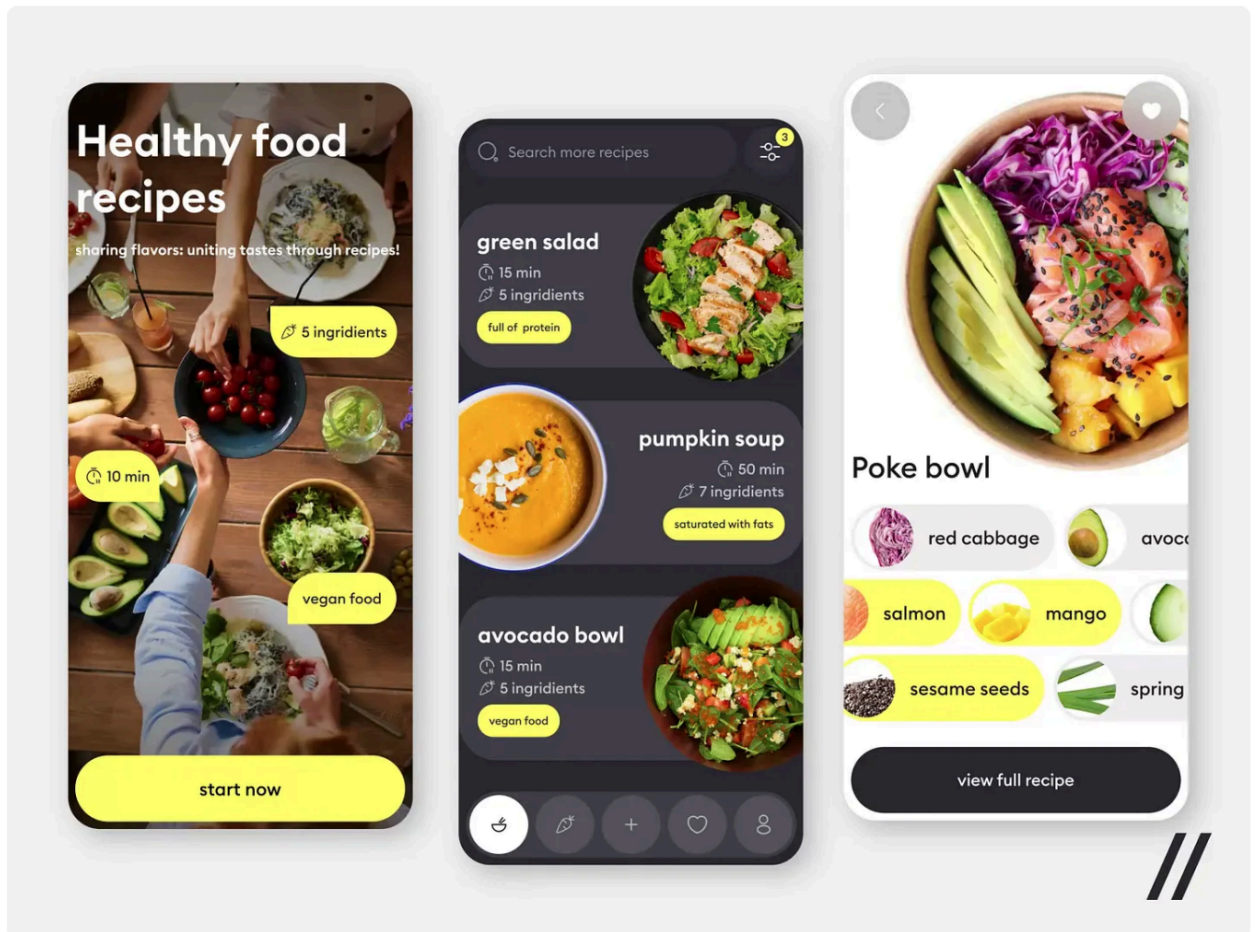 Healthy food
recipes
sharing flavors: uniting tastes through recipes!
5 ingridients
10 min
vegan food
start now
Search more recipes
3
green salad
15 min
5 ingridients
full of protein
pumpkin soup
50 min
7 ingridients
saturated with fats
avocado bowl
15 min
5 ingridients
vegan food
Poke bowl
red cabbage
avoc
salmon
mango
sesame seeds
spring
view full recipe